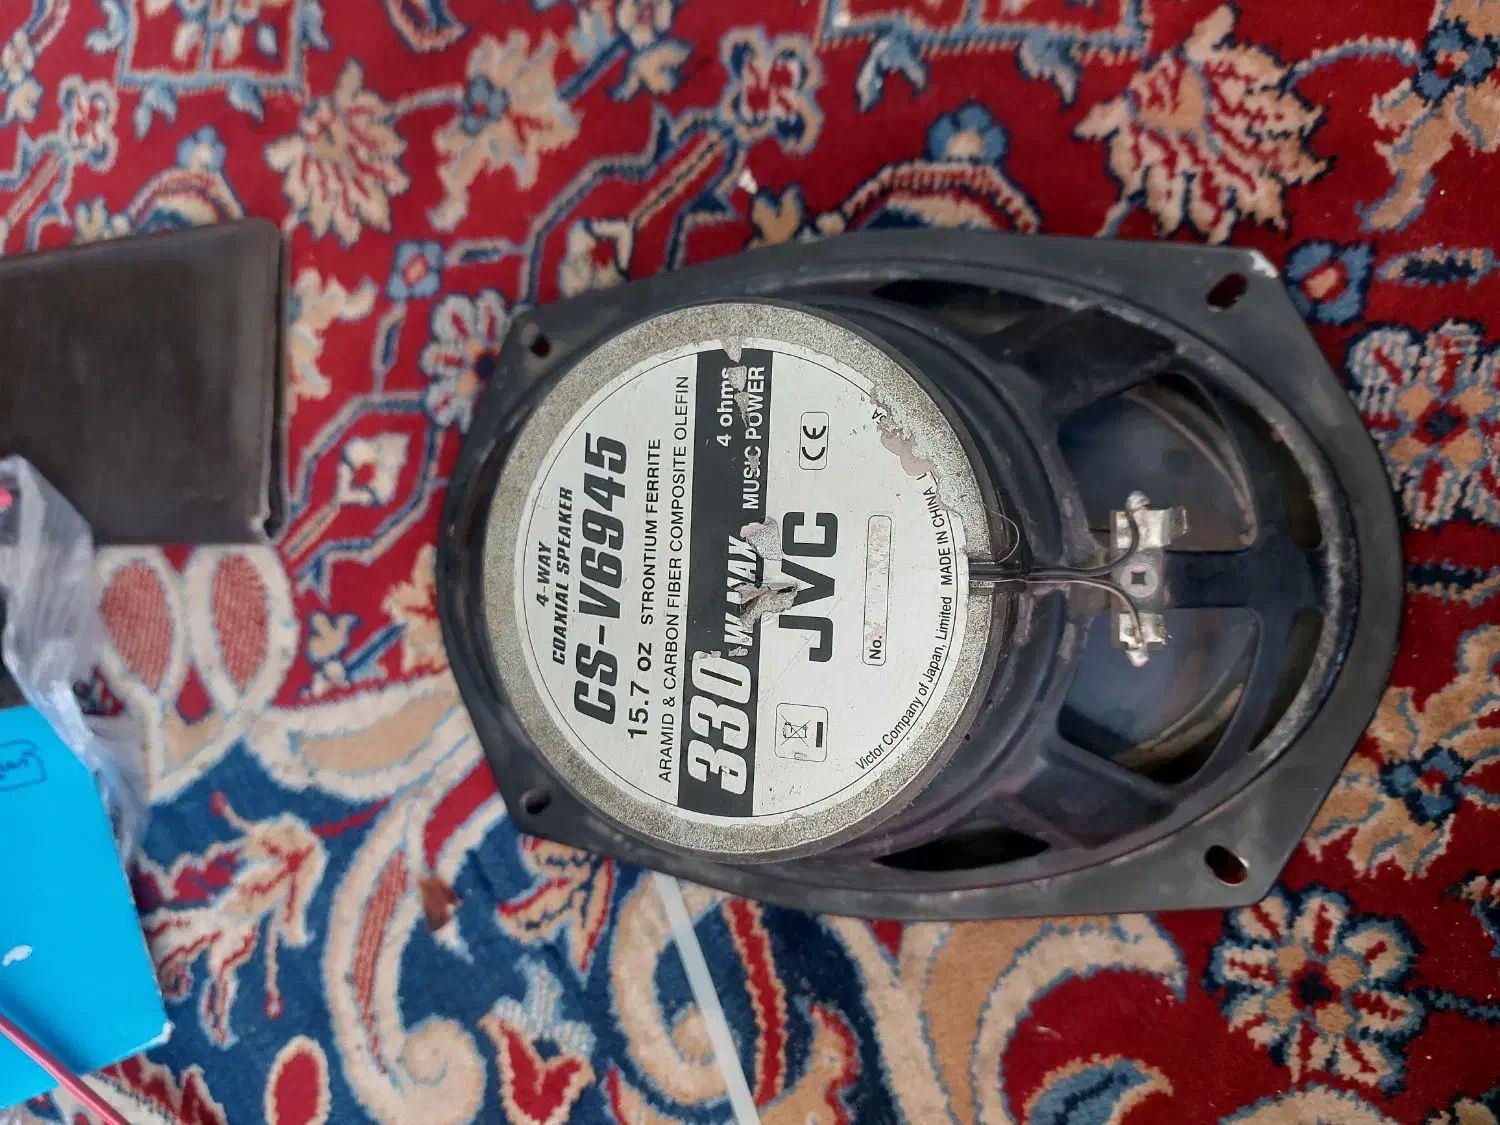 4-WAY
COAXIAL SPEAKER
CS-V6945
15.7 oz STRONTIUM FERRITE
ARAMID & CARBON FIBER COMPOSITE OLEFIN
330 W MAX 4 ohms
MUSIC POWER
JVC
CE
No.
Victor Company of Japan, Limited MADE IN CHINA